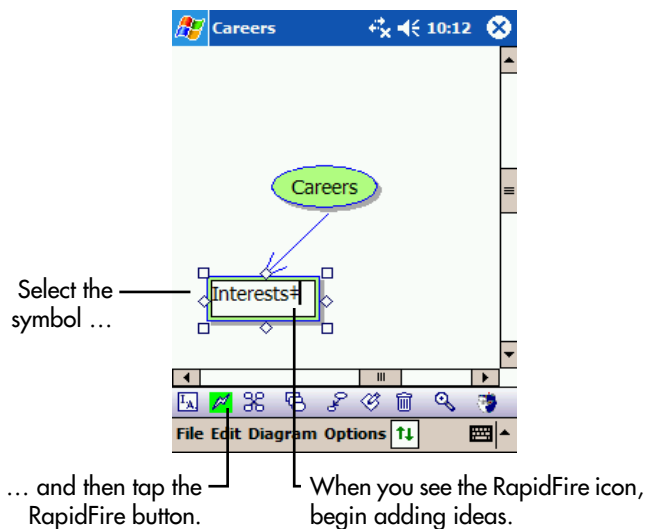 Careers 10:12
Careers
Interests
Select the
symbol …
File Edit Diagram Options
… and then tap the
RapidFire button.
When you see the RapidFire icon,
begin adding ideas.